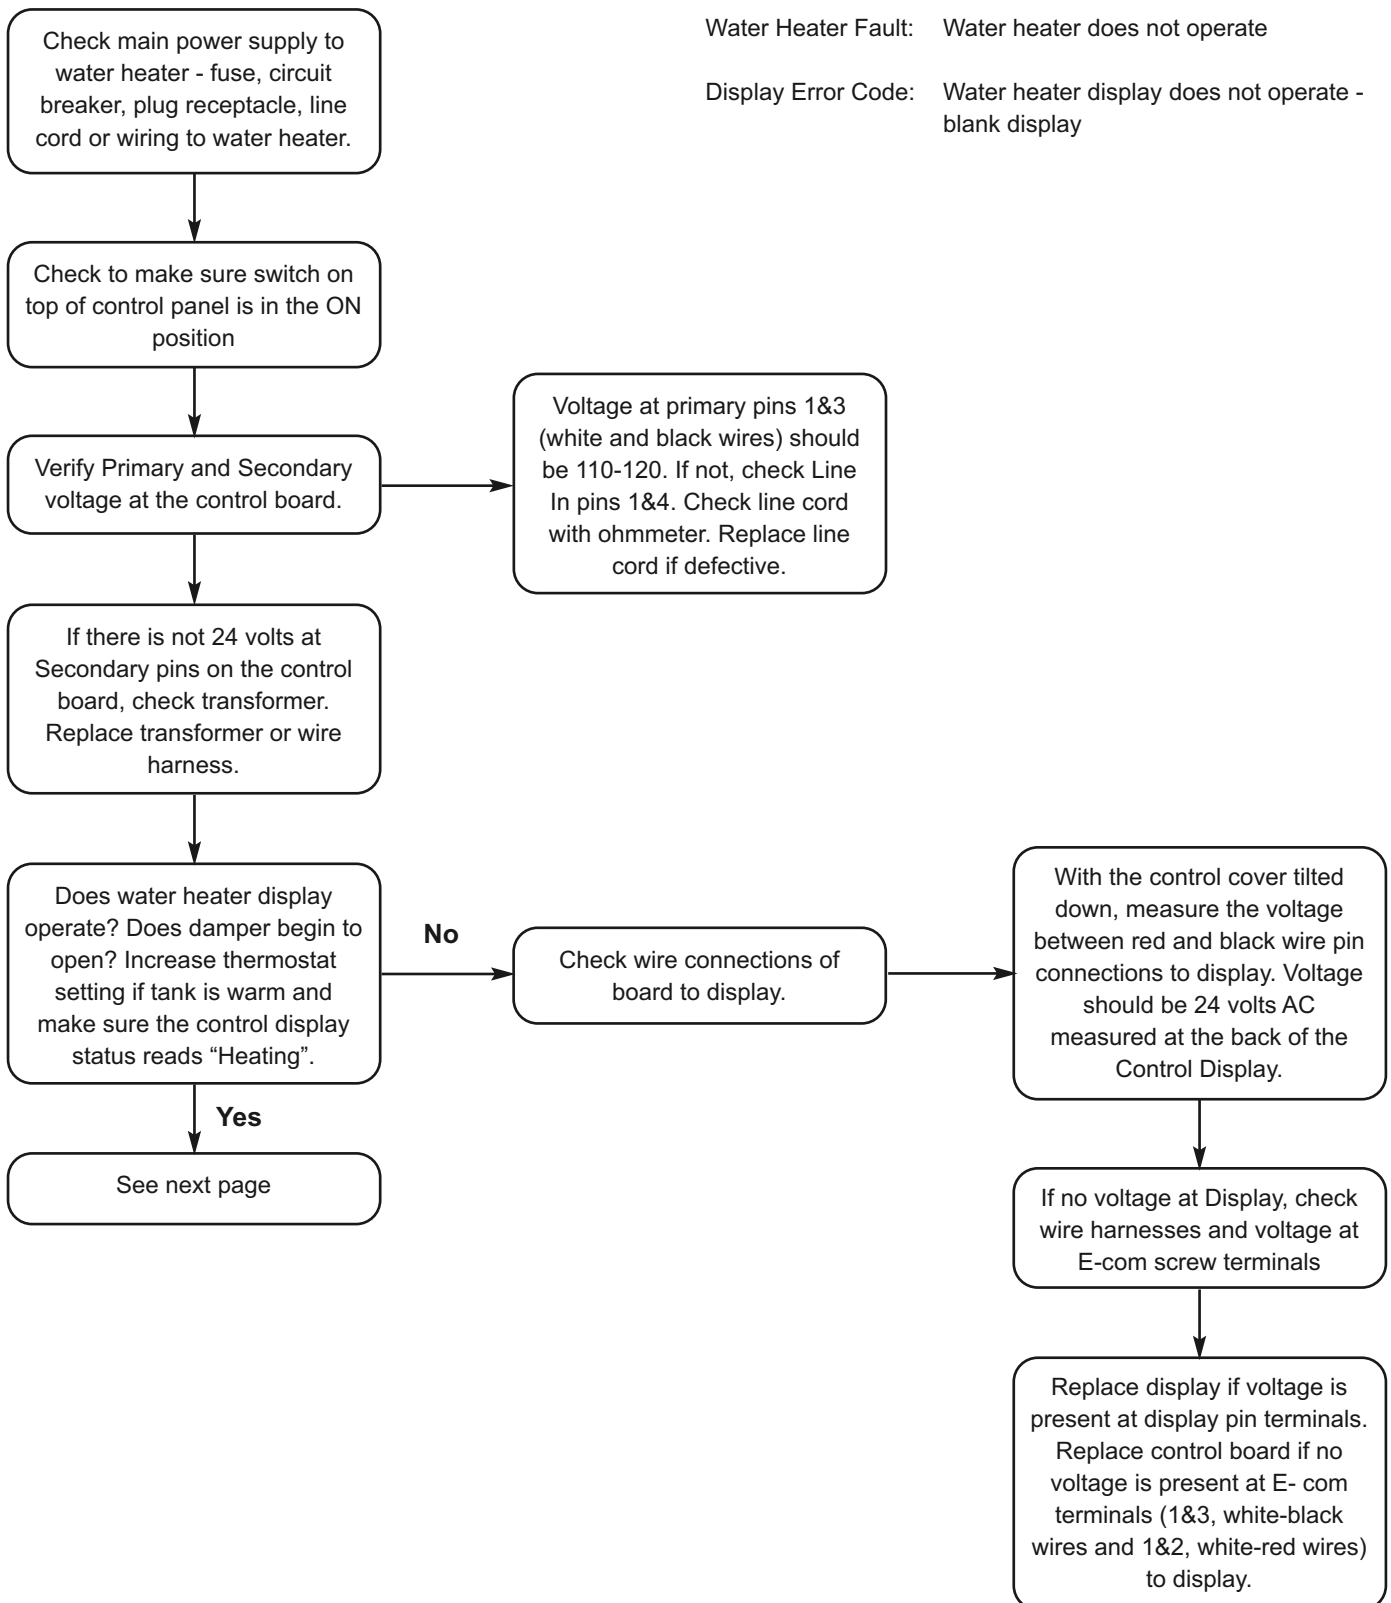 Water Heater Fault: Water heater does not operate
Display Error Code: Water heater display does not operate -
blank display
Check main power supply to
water heater - fuse, circuit
breaker, plug receptacle, line
cord or wiring to water heater.
Check to make sure switch on
top of control panel is in the ON
position
Verify Primary and Secondary
voltage at the control board.
Voltage at primary pins 1&3
(white and black wires) should
be 110-120. If not, check Line
In pins 1&4. Check line cord
with ohmmeter. Replace line
cord if defective.
If there is not 24 volts at
Secondary pins on the control
board, check transformer.
Replace transformer or wire
harness.
Does water heater display
operate? Does damper begin to
open? Increase thermostat
setting if tank is warm and
make sure the control display
status reads “Heating”.
No
Check wire connections of
board to display.
With the control cover tilted
down, measure the voltage
between red and black wire pin
connections to display. Voltage
should be 24 volts AC
measured at the back of the
Control Display.
Yes
See next page
If no voltage at Display, check
wire harnesses and voltage at
E-com screw terminals
Replace display if voltage is
present at display pin terminals.
Replace control board if no
voltage is present at E- com
terminals (1&3, white-black
wires and 1&2, white-red wires)
to display.